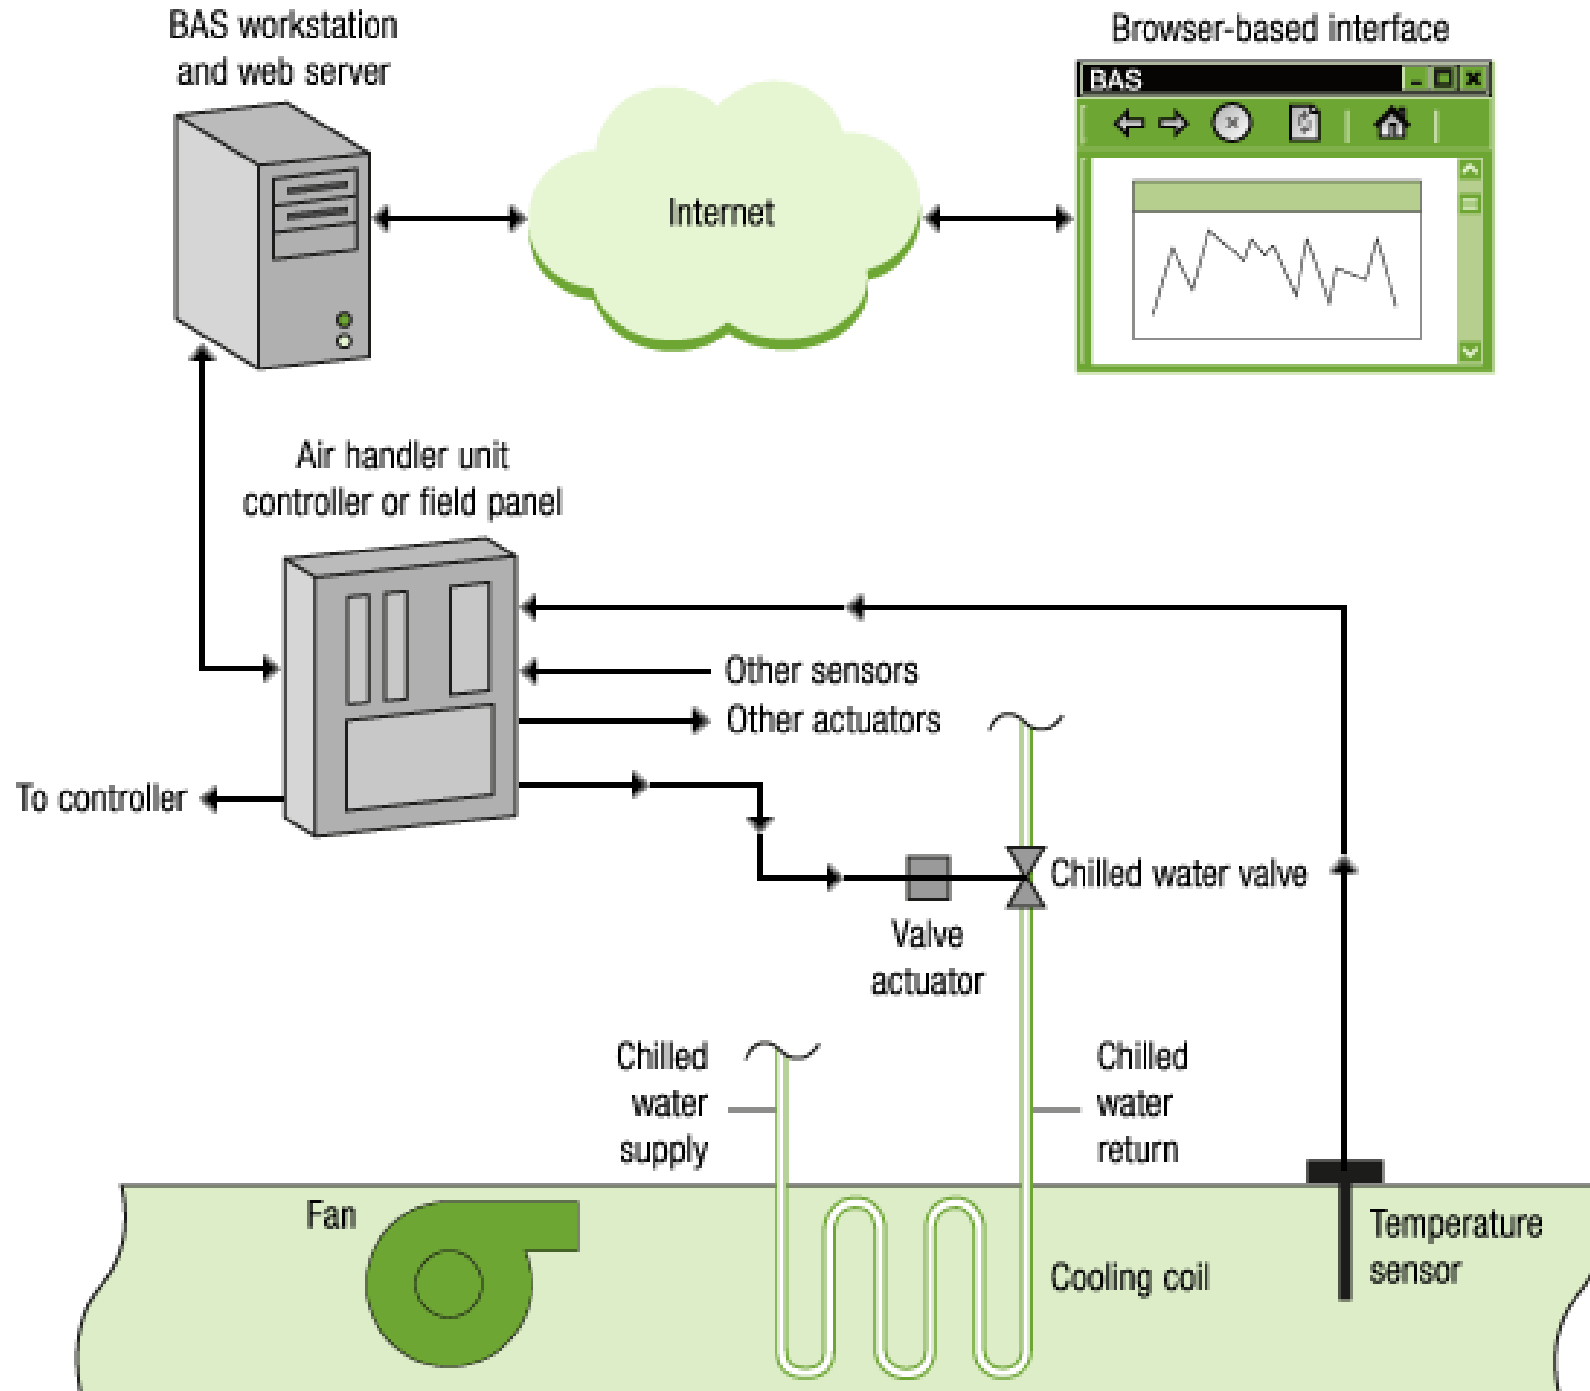 BAS workstation
and web server
Browser-based interface
BAS
Internet
Air handler unit
controller or field panel
Other sensors
Other actuators
To controller
Chilled water valve
Valve
actuator
Chilled
water
supply
Chilled
water
return
Fan
Cooling coil
Temperature
sensor